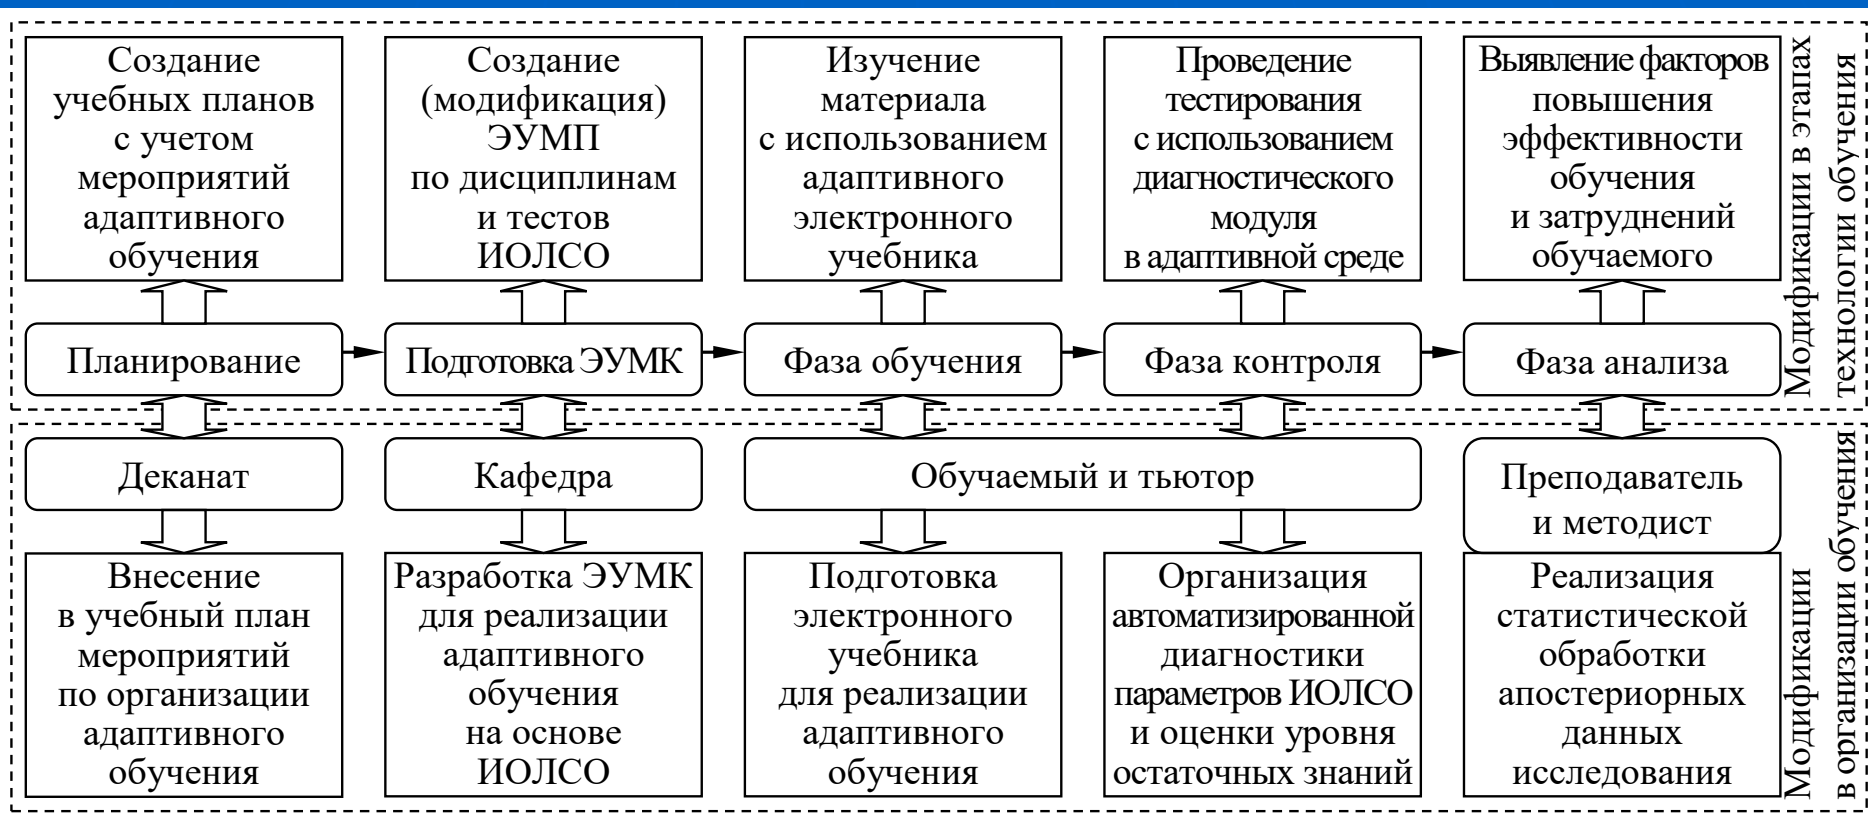 Создание
учебных планов
с учетом
мероприятий
адаптивного
обучения
Создание
(модификация)
ЭУМП
по дисциплинам
и тестов
ИОЛСО
Изучение
материала
с использованием
адаптивного
электронного
учебника
Проведение
тестирования
с использованием
диагностического
модуля
в адаптивной среде
Выявление факторов
повышения
эффективности
обучения
и затруднений
обучаемого
Модификации в этапах
технологии обучения
Планирование
Подготовка ЭУМК
Фаза обучения
Фаза контроля
Фаза анализа
Деканат
Кафедра
Обучаемый и тьютор
Преподаватель
и методист
Внесение
в учебный план
мероприятий
по организации
адаптивного
обучения
Разработка ЭУМК
для реализации
адаптивного
обучения
на основе
ИОЛСО
Подготовка
электронного
учебника
для реализации
адаптивного
обучения
Организация
автоматизированной
диагностики
параметров ИОЛСО
и оценки уровня
остаточных знаний
Реализация
статистической
обработки
апостериорных
данных
исследования
Модификации
в организации обучения